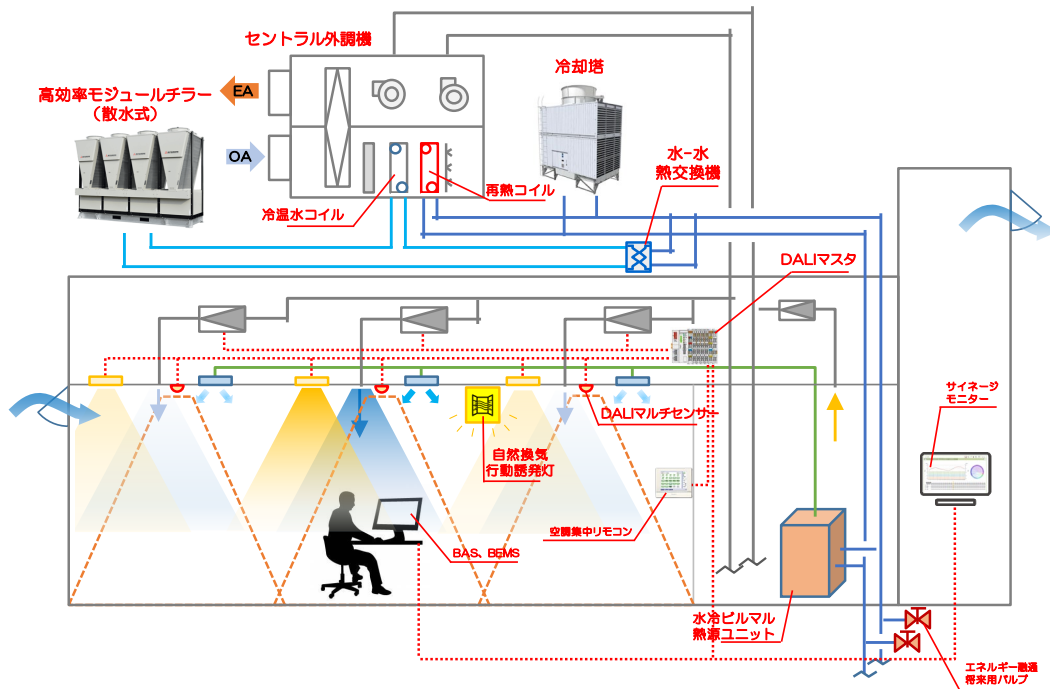 セントラル外調機
冷却塔
高効率モジュールチラー
（散水式）
EA
OA
水-水
熱交換機
再熱コイル
冷温水コイル
DALIマスタ
サイネージ
モニター
DALIマルチセンサー
自然換気
行動誘発灯
空調集中リモコン
BAS、BEMS
水冷ビルマル
熱源ユニット
エネルギー融通
将来用バルブ